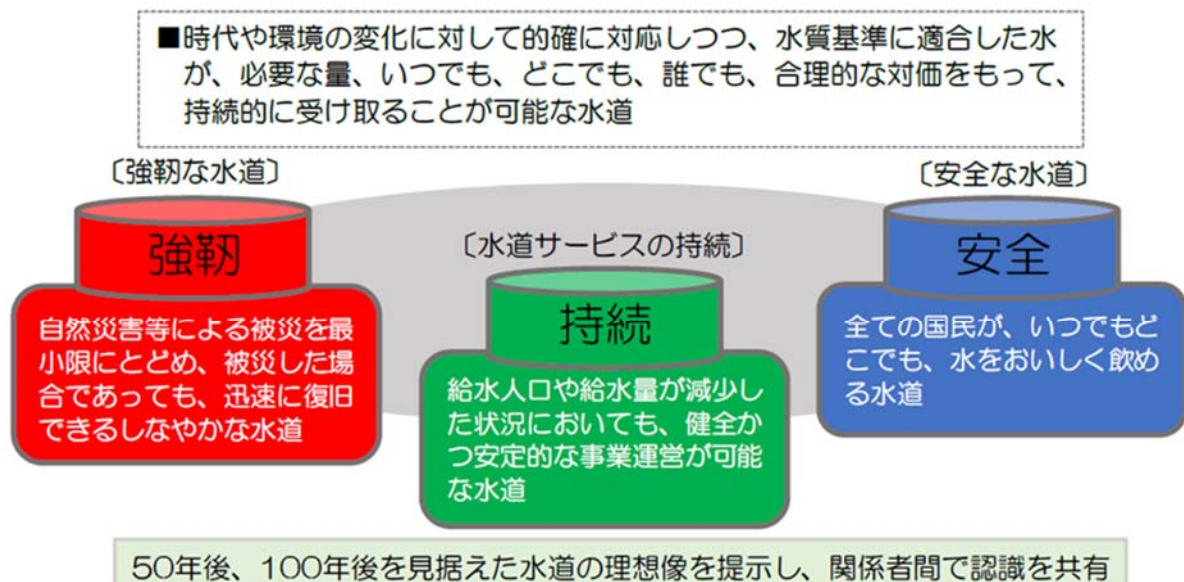 ■時代や環境の変化に対して的確に対応しつつ、水質基準に適合した水
が、必要な量、いつでも、どこでも、誰でも、合理的な対価をもって、
持続的に受け取ることが可能な水道
〔強靭な水道〕
〔安全な水道〕
強靭
〔水道サービスの持続〕
安全
自然災害等による被災を最
小限にとどめ、被災した場
合であっても、迅速に復旧
できるしなやかな水道
持続
給水人口や給水量が減少し
た状況においても、健全か
つ安定的な事業運営が可能
な水道
全ての国民が、いつでもど
こでも、水をおいしく飲め
る水道
50年後、100年後を見据えた水道の理想像を提示し、関係者間で認識を共有